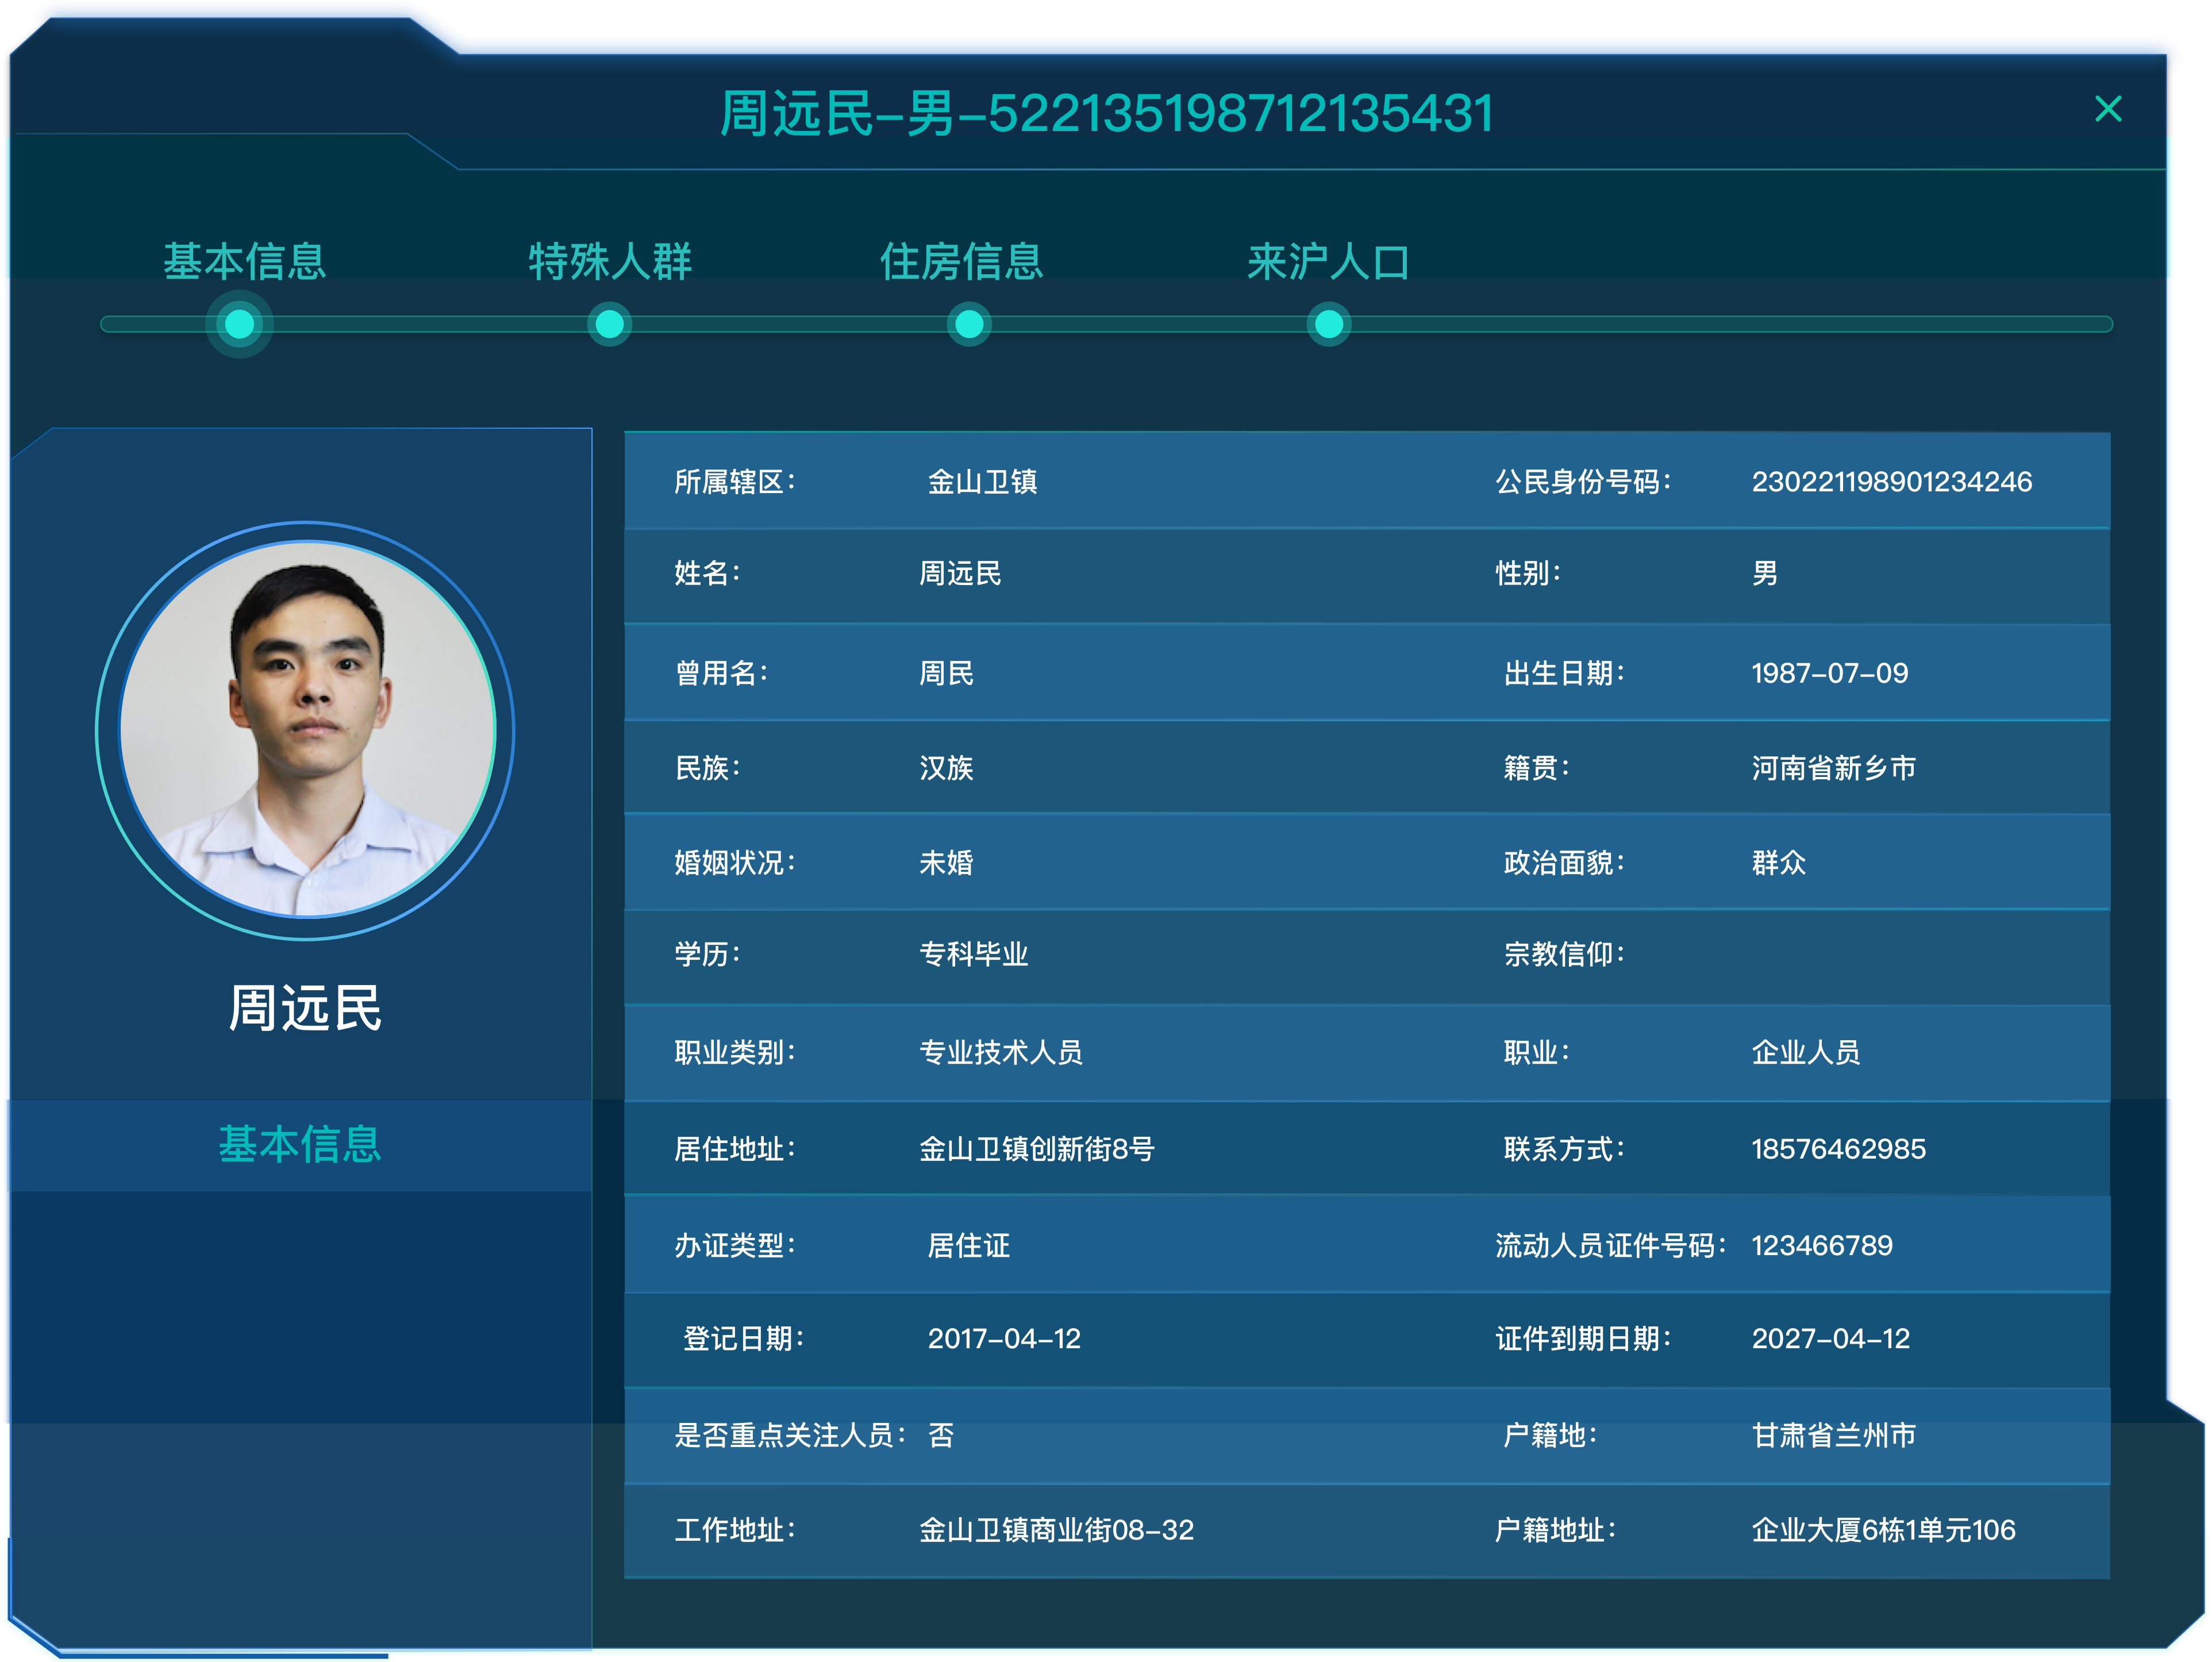 周远民-男-522135198712135431
基本信息 特殊人群 住房信息 来沪人口
所属辖区： 金山卫镇 公民身份号码： 230221198901234246
姓名： 周远民 性别： 男
曾用名： 周民 出生日期： 1987-07-09
民族： 汉族 籍贯： 河南省新乡市
婚姻状况： 未婚 政治面貌： 群众
学历： 专科毕业 宗教信仰：
周远民
职业类别： 专业技术人员 职业： 企业人员
基本信息
居住地址： 金山卫镇创新街8号 联系方式： 18576462985
办证类型： 居住证 流动人员证件号码： 123466789
登记日期： 2017-04-12 证件到期日期： 2027-04-12
是否重点关注人员： 否 户籍地： 甘肃省兰州市
工作地址： 金山卫镇商业街08-32 户籍地址： 企业大厦6栋1单元106